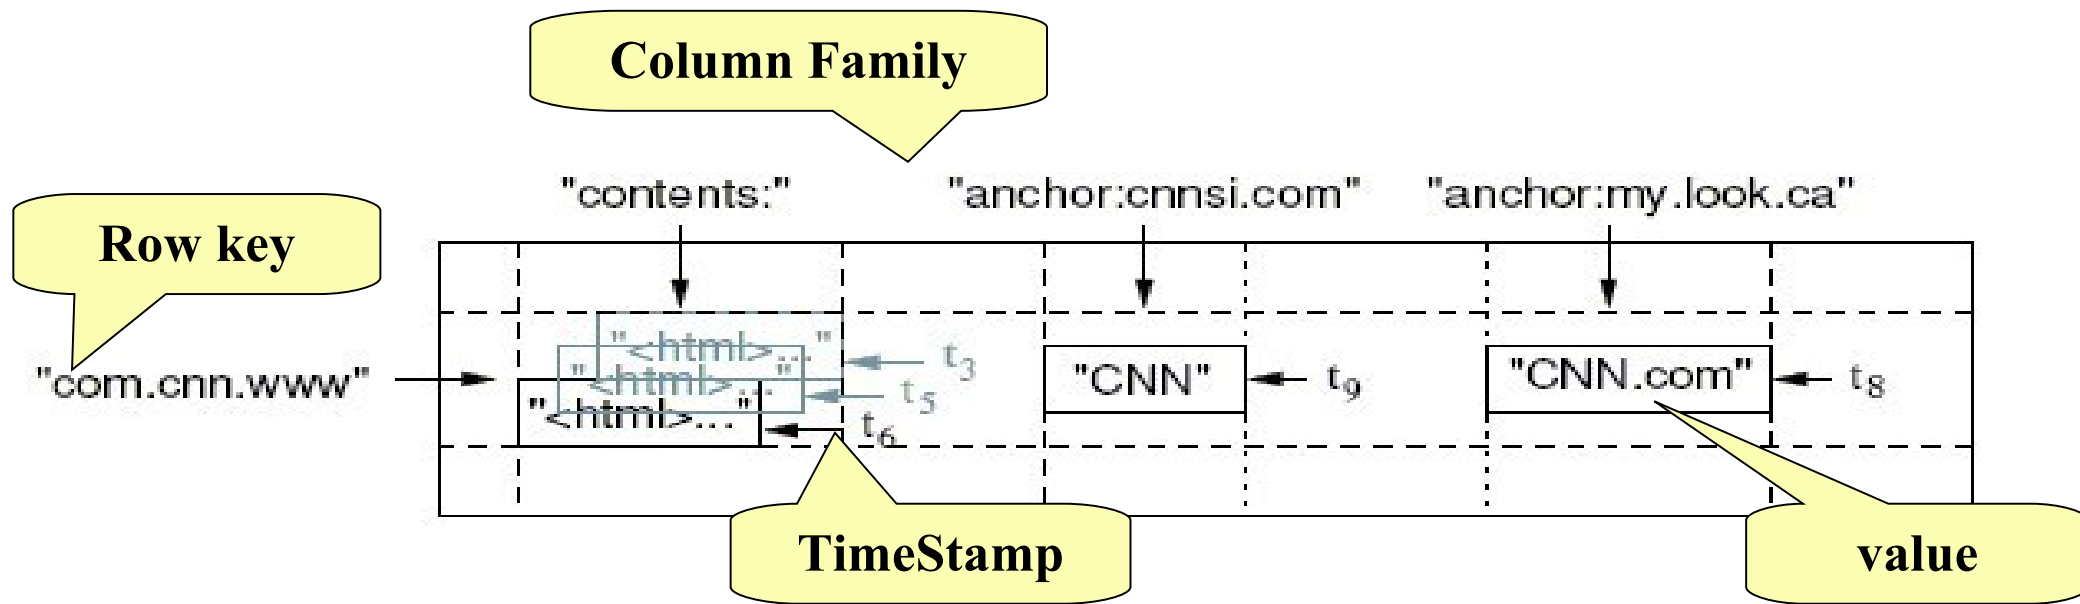 Column Family
"contents:" "anchor:cnnsi.com" "anchor:my.look.ca"
Row key
"<html>..." t3
"com.cnn.www" "<html>..." t5 "CNN" t9 "CNN.com" t8
"<html>..." t6
TimeStamp
value